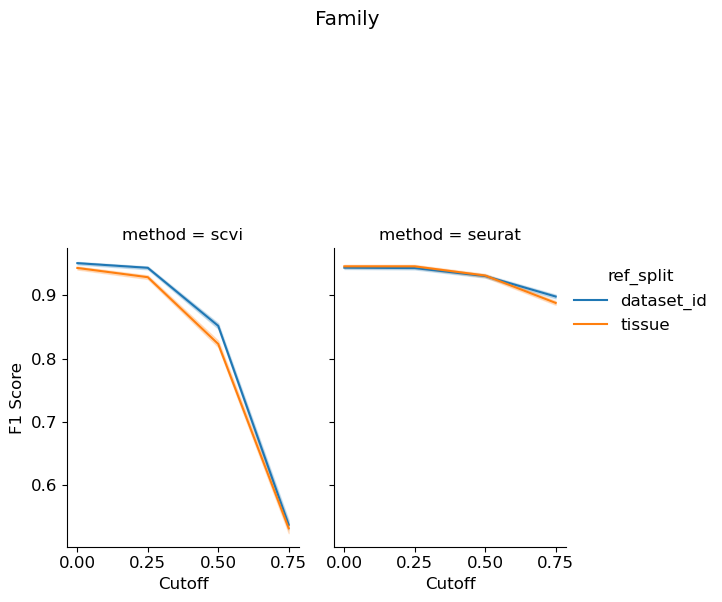 Family
method = scvi
method = seurat
ref_split
dataset_id
tissue
F1 Score
0.9
0.8
0.7
0.6
0.00 0.25 0.50 0.75
0.00 0.25 0.50 0.75
Cutoff
Cutoff